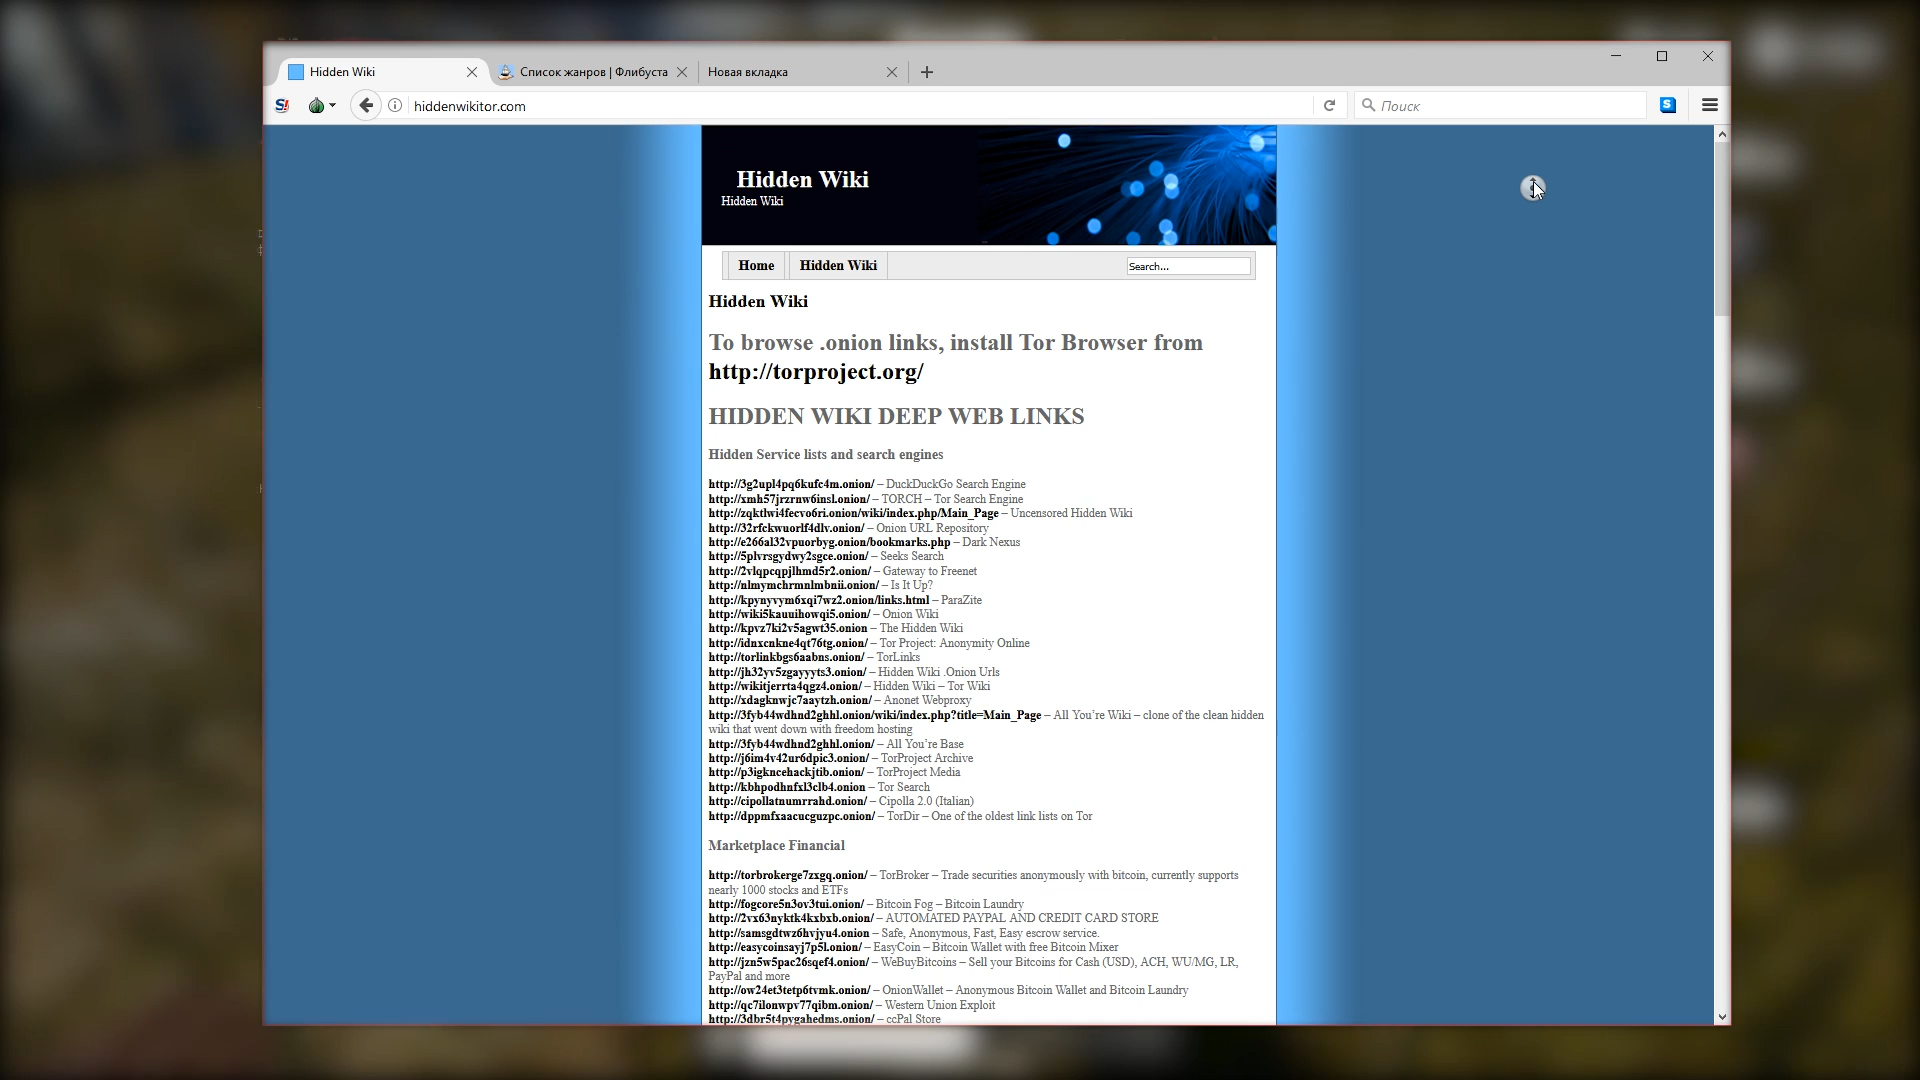 Hidden Wiki
Список жанров | Флибуста
Новая вкладка
hiddenwikitor.com
Поиск
Hidden Wiki
Hidden Wiki
Home
Hidden Wiki
Search...
Hidden Wiki
To browse .onion links, install Tor Browser from
http://torproject.org/
HIDDEN WIKI DEEP WEB LINKS
Hidden Service lists and search engines
http://3g2upl4pq6kufc4m.onion/ – DuckDuckGo Search Engine
http://xmh57jrzrnw6insl.onion/ – TORCH – Tor Search Engine
http://zqktlwi4fecvo6ri.onion/wiki/index.php/Main_Page – Uncensored Hidden Wiki
http://32rfckwuorlf4dlv.onion/ – Onion URL Repository
http://e266al32vpuorbyg.onion/bookmarks.php – Dark Nexus
http://5plvrsgydwy2sgce.onion/ – Seeks Search
http://2vlqpcqpjlhmd5r2.onion/ – Gateway to Freenet
http://nlmymchrmnlmbnii.onion/ – Is It Up?
http://kpynyvym6xqi7wz2.onion/links.html – ParaZite
http://wiki5kauuihowqi5.onion/ – Onion Wiki
http://kpvz7ki2v5agwt35.onion – The Hidden Wiki
http://idnxcnkne4qt76tg.onion/ – Tor Project: Anonymity Online
http://torlinkbgs6aabns.onion/ – TorLinks
http://jh32yv5zgayyyts3.onion/ – Hidden Wiki .Onion Urls
http://wikitjerrta4qgz4.onion/ – Hidden Wiki – Tor Wiki
http://xdagknwjc7aaytzh.onion/ – Anonet Webproxy
http://3fyb44wdhnd2ghhl.onion/wiki/index.php?title=Main_Page – All You’re Wiki – clone of the clean hidden
wiki that went down with freedom hosting
http://3fyb44wdhnd2ghhl.onion/ – All You’re Base
http://j6im4v42ur6dpic3.onion/ – TorProject Archive
http://p3igkncehackjtib.onion/ – TorProject Media
http://kbhpodhnfxl3clb4.onion – Tor Search
http://cipollatnumrrahd.onion/ – Cipolla 2.0 (Italian)
http://dppmfxaacucguzpc.onion/ – TorDir – One of the oldest link lists on Tor
Marketplace Financial
http://torbrokerge7zxgq.onion/ – TorBroker – Trade securities anonymously with bitcoin, currently supports
nearly 1000 stocks and ETFs
http://fogcore5n3ov3tui.onion/ – Bitcoin Fog – Bitcoin Laundry
http://2vx63nyktk4kxbxb.onion/ – AUTOMATED PAYPAL AND CREDIT CARD STORE
http://samsgdtwz6hvjyu4.onion – Safe, Anonymous, Fast, Easy escrow service.
http://easycoinsayj7p5l.onion/ – EasyCoin – Bitcoin Wallet with free Bitcoin Mixer
http://jzn5w5pac26sqef4.onion/ – WeBuyBitcoins – Sell your Bitcoins for Cash (USD), ACH, WU/MG, LR,
PayPal and more
http://ow24et3tetp6tvmk.onion/ – OnionWallet – Anonymous Bitcoin Wallet and Bitcoin Laundry
http://qc7ilonwpv77qibm.onion/ – Western Union Exploit
http://3dbr5t4pygahedms.onion/ – ccPal Store